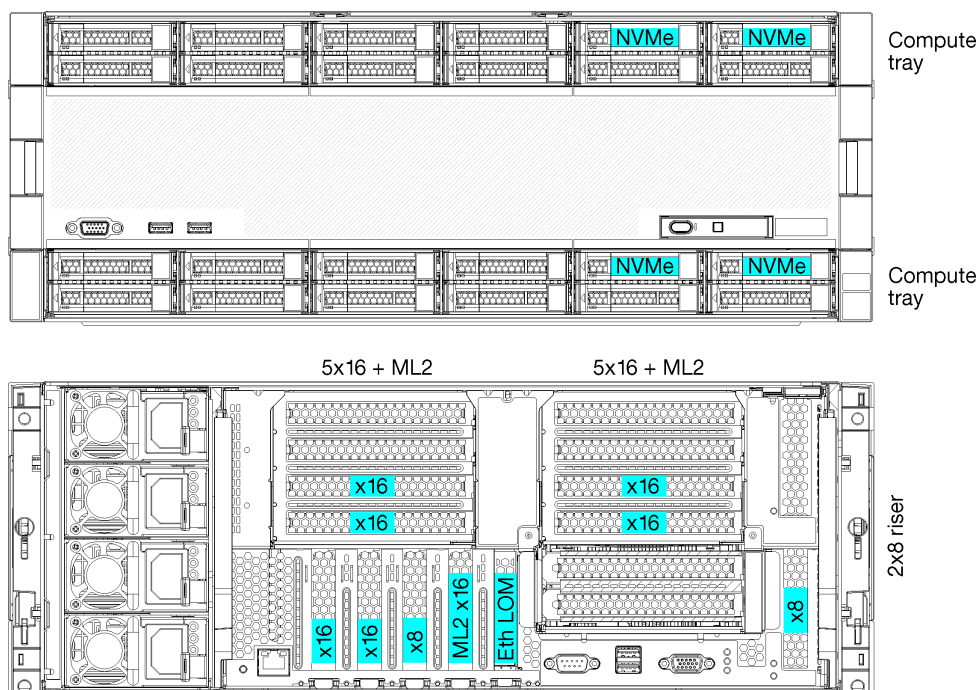 NVMe NVMe
Compute
tray
NVMe NVMe
Compute
tray
5x16 + ML2 5x16 + ML2
x16 x16
x16 x16
2x8 riser
x16 x16 x8 ML2 x16 Eth LOM x8